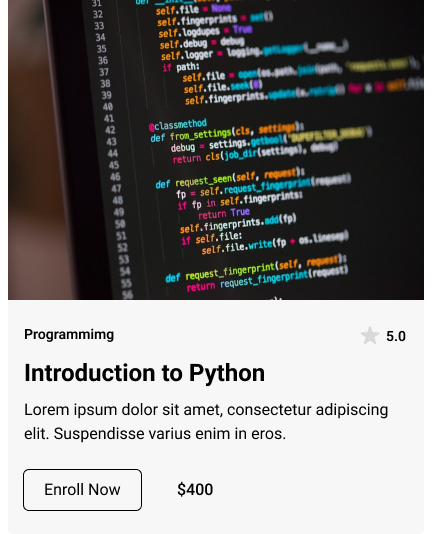 31 def __init__(self,
32 self.file = None
33 self.fingerprints = set()
34 self.logdupes = True
35 self.debug = debug
36 self.logger = logging.getLogger(__name__)
37 if path:
38 self.file = open(os.path.join(path,
39 self.file.seek(0)
40 self.fingerprints.update(
41
42 @classmethod
43 def from_settings(cls, settings):
44 debug = settings.getbool('DUPEFILTER_DEBUG')
45 return cls(job_dir(settings), debug)
46
47 def request_seen(self, request):
48 fp = self.request_fingerprint(request)
49 if fp in self.fingerprints:
50 return True
51 self.fingerprints.add(fp)
52 if self.file:
53 self.file.write(fp + os.linesep)
54
55 def request_fingerprint(self, request):
56 return request_fingerprint(request)
Programmimg
5.0
Introduction to Python
Lorem ipsum dolor sit amet, consectetur adipiscing
elit. Suspendisse varius enim in eros.
Enroll Now
$400